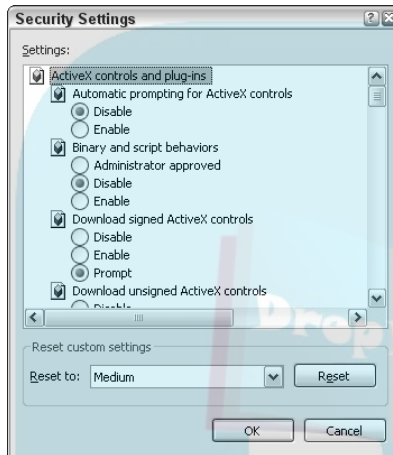 Security Settings
Settings:
ActiveX controls and plug-ins
Automatic prompting for ActiveX controls
Disable
Enable
Binary and script behaviors
Administrator approved
Disable
Enable
Download signed ActiveX controls
Disable
Enable
Prompt
Download unsigned ActiveX controls
Disable
Reset custom settings
Reset to: Medium Reset
OK Cancel
Drop